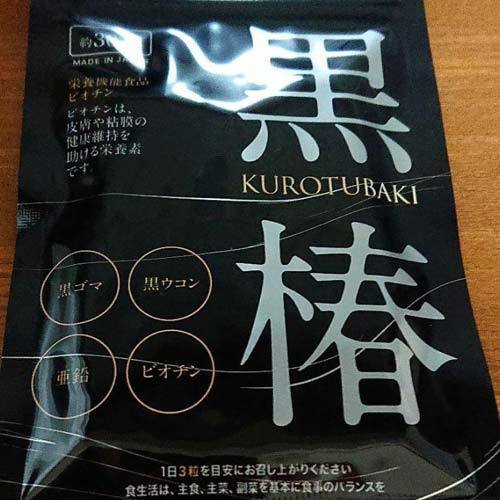 MADE IN JAPAN
栄養機能食品
ビオチン
ビオチンは、
皮膚や粘膜の
健康維持を
助ける栄養素
です。
黒椿
KUROTUBAKI
黒ゴマ
黒ウコン
亜鉛
ビオチン
1日3粒を目安にお召し上がりください
食生活は、主食、主菜、副菜を基本に食事のバランスを